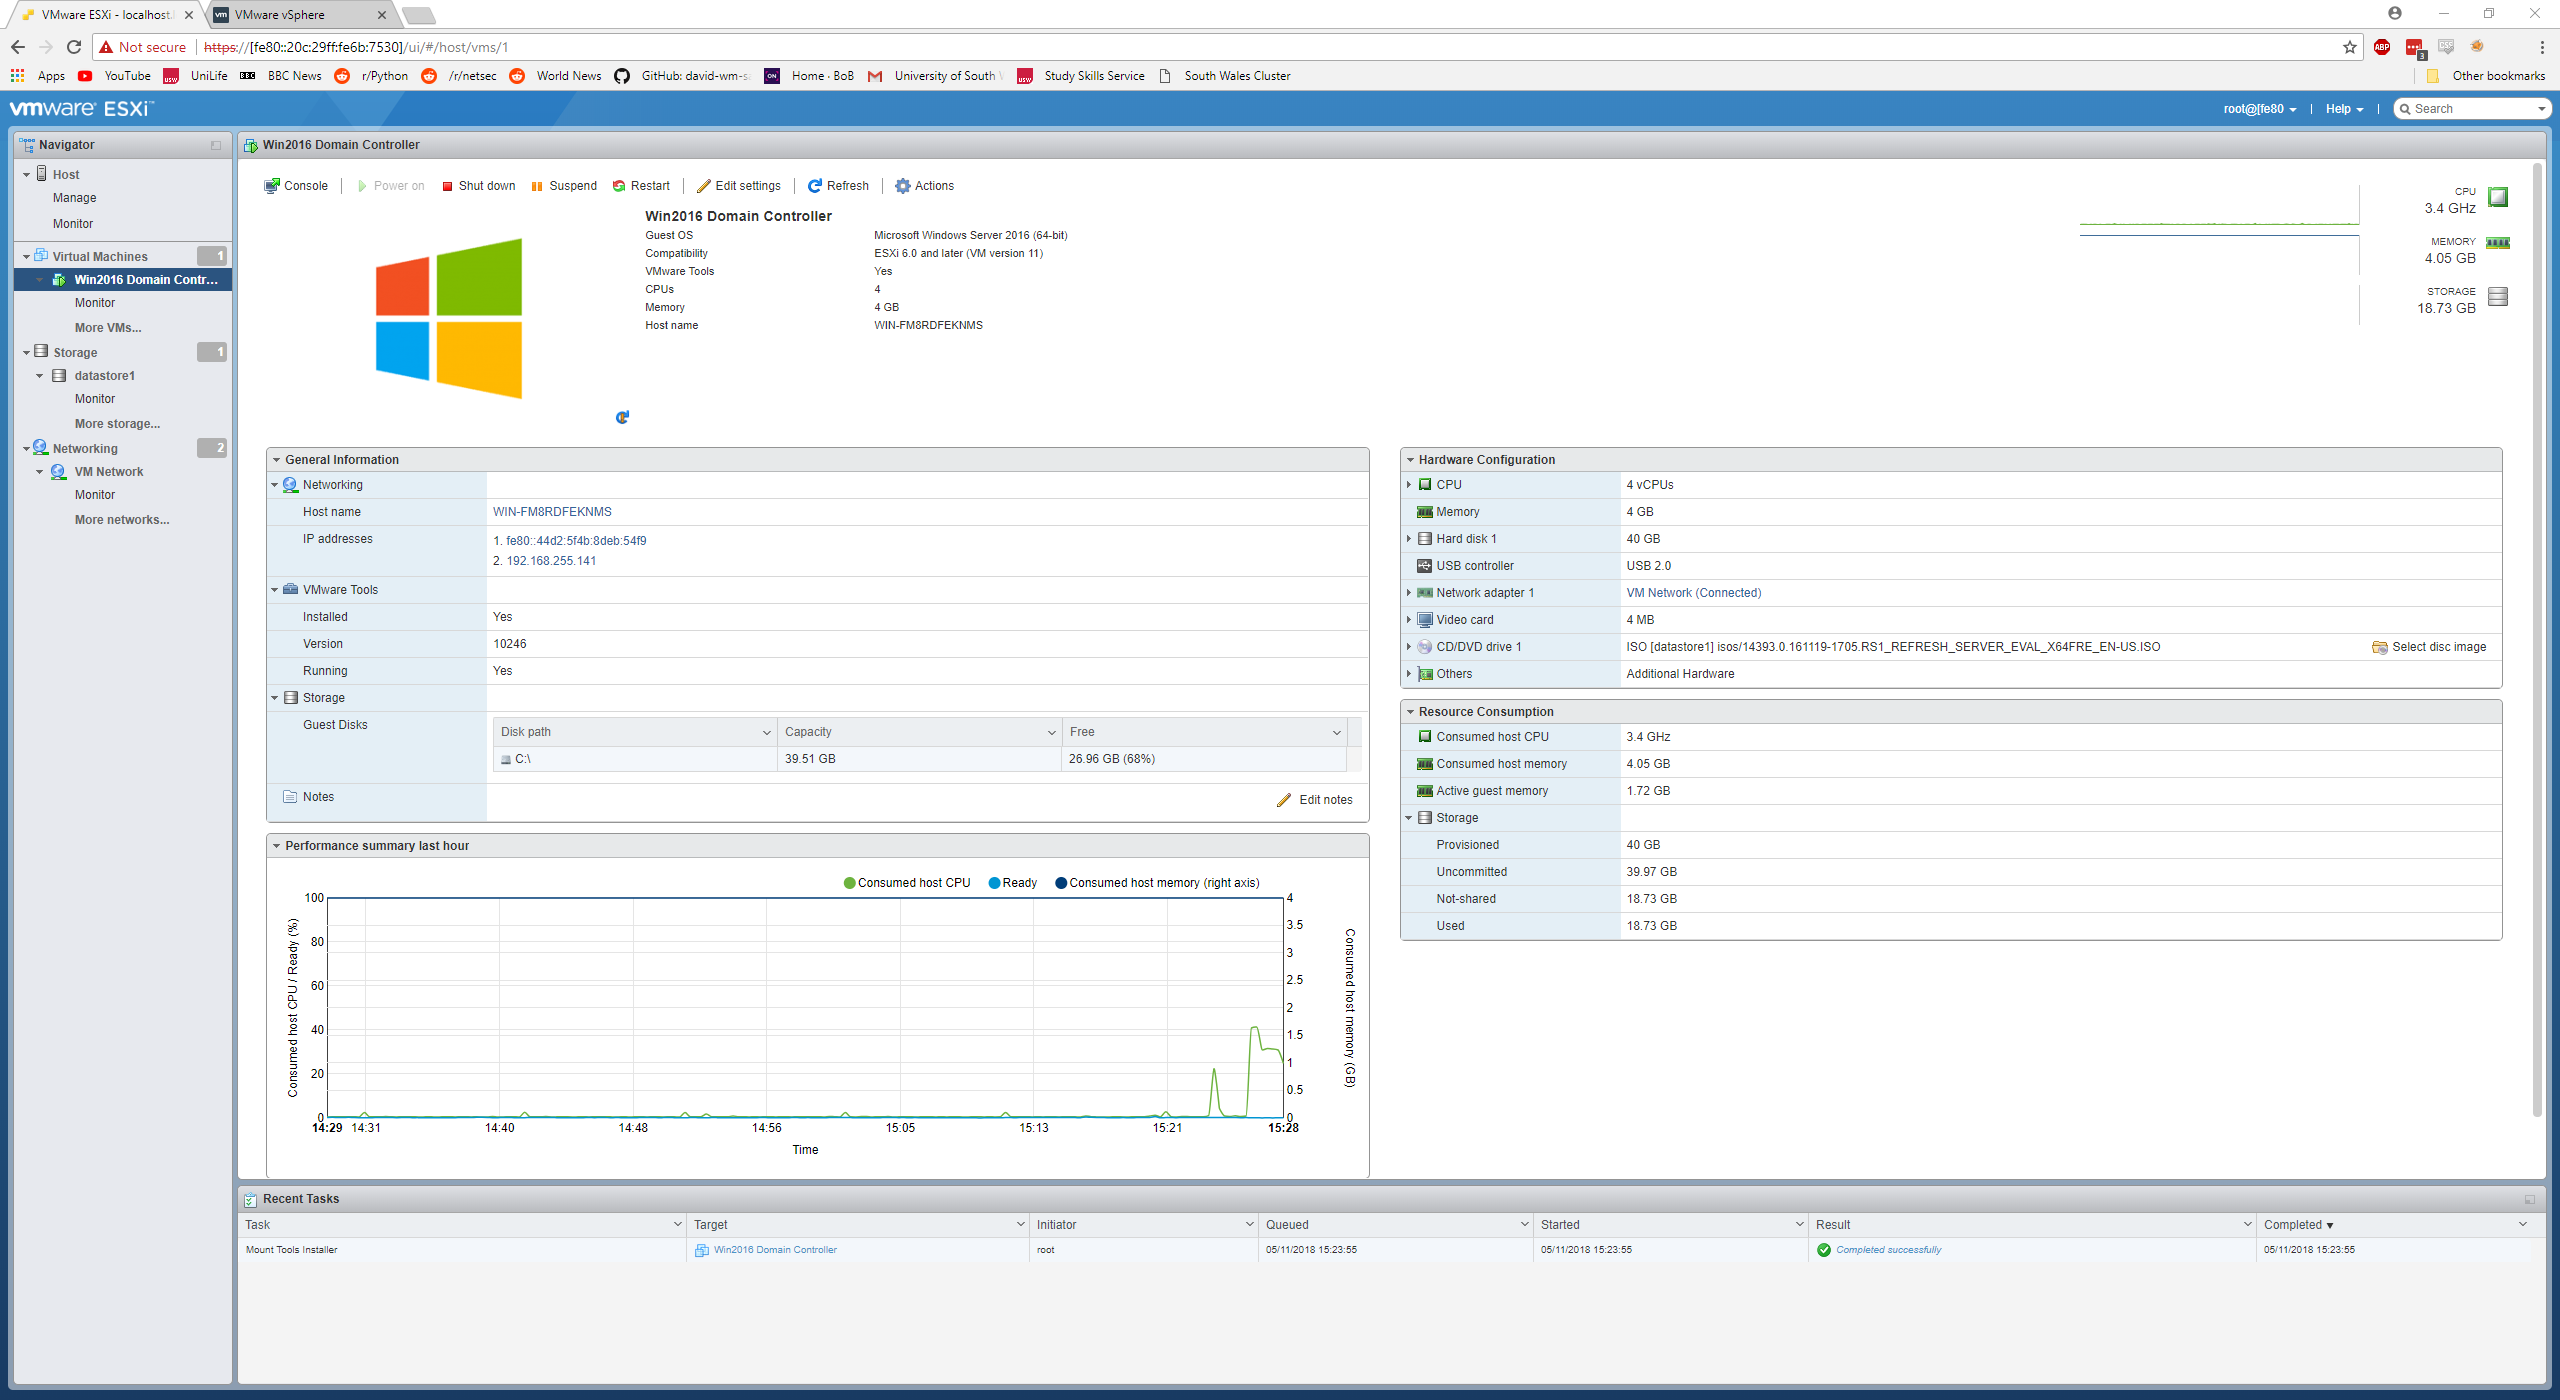 VMware ESXi - localhost.
VMware vSphere
Not secure https://[fe80::20c:29ff:fe6b:7530]/ui/#/host/vms/1
ABP 3
Apps YouTube UniLife BBC News r/Python /r/netsec World News GitHub: david-wm-s Home · BoB University of South W Study Skills Service South Wales Cluster Other bookmarks
vmware ESXi
root@[fe80 Help Search
Navigator
Host
Manage
Monitor
Virtual Machines 1
Win2016 Domain Contr...
Monitor
More VMs...
Storage 1
datastore1
Monitor
More storage...
Networking 2
VM Network
Monitor
More networks...
Win2016 Domain Controller
Console Power on Shut down Suspend Restart Edit settings Refresh Actions
Win2016 Domain Controller
Guest OS Microsoft Windows Server 2016 (64-bit)
Compatibility ESXi 6.0 and later (VM version 11)
VMware Tools Yes
CPUs 4
Memory 4 GB
Host name WIN-FM8RDFEKNMS
CPU
3.4 GHz
MEMORY
4.05 GB
STORAGE
18.73 GB
General Information
Networking
Host name WIN-FM8RDFEKNMS
IP addresses 1. fe80::44d2:5f4b:8deb:54f9
2. 192.168.255.141
VMware Tools
Installed Yes
Version 10246
Running Yes
Storage
Guest Disks Disk path Capacity Free
C:\ 39.51 GB 26.96 GB (68%)
Notes Edit notes
Performance summary last hour
Consumed host CPU Ready Consumed host memory (right axis)
Consumed host CPU / Ready (%)
100
80
60
40
20
0
4
3.5
3
2.5
2
1.5
1
0.5
0
Consumed host memory (GB)
14:29 14:31 14:40 14:48 14:56 15:05 15:13 15:21 15:28
Time
Hardware Configuration
CPU 4 vCPUs
Memory 4 GB
Hard disk 1 40 GB
USB controller USB 2.0
Network adapter 1 VM Network (Connected)
Video card 4 MB
CD/DVD drive 1 ISO [datastore1] isos/14393.0.161119-1705.RS1_REFRESH_SERVER_EVAL_X64FRE_EN-US.ISO Select disc image
Others Additional Hardware
Resource Consumption
Consumed host CPU 3.4 GHz
Consumed host memory 4.05 GB
Active guest memory 1.72 GB
Storage
Provisioned 40 GB
Uncommitted 39.97 GB
Not-shared 18.73 GB
Used 18.73 GB
Recent Tasks
Task Target Initiator Queued Started Result Completed
Mount Tools Installer Win2016 Domain Controller root 05/11/2018 15:23:55 05/11/2018 15:23:55 Completed successfully 05/11/2018 15:23:55